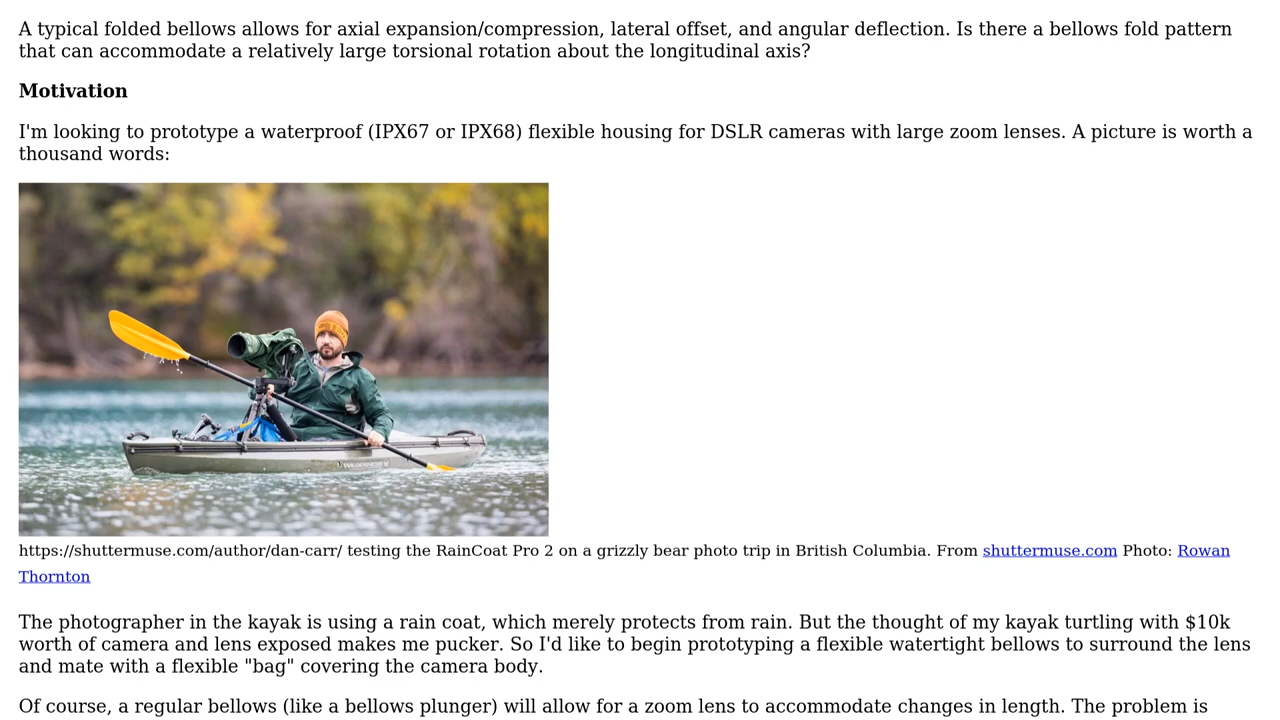 A typical folded bellows allows for axial expansion/compression, lateral offset, and angular deflection. Is there a bellows fold pattern
that can accommodate a relatively large torsional rotation about the longitudinal axis?
Motivation
I'm looking to prototype a waterproof (IPX67 or IPX68) flexible housing for DSLR cameras with large zoom lenses. A picture is worth a
thousand words:
https://shuttermuse.com/author/dan-carr/ testing the RainCoat Pro 2 on a grizzly bear photo trip in British Columbia. From shuttermuse.com Photo: Rowan
Thornton
The photographer in the kayak is using a rain coat, which merely protects from rain. But the thought of my kayak turtling with $10k
worth of camera and lens exposed makes me pucker. So I'd like to begin prototyping a flexible watertight bellows to surround the lens
and mate with a flexible "bag" covering the camera body.
Of course, a regular bellows (like a bellows plunger) will allow for a zoom lens to accommodate changes in length. The problem is